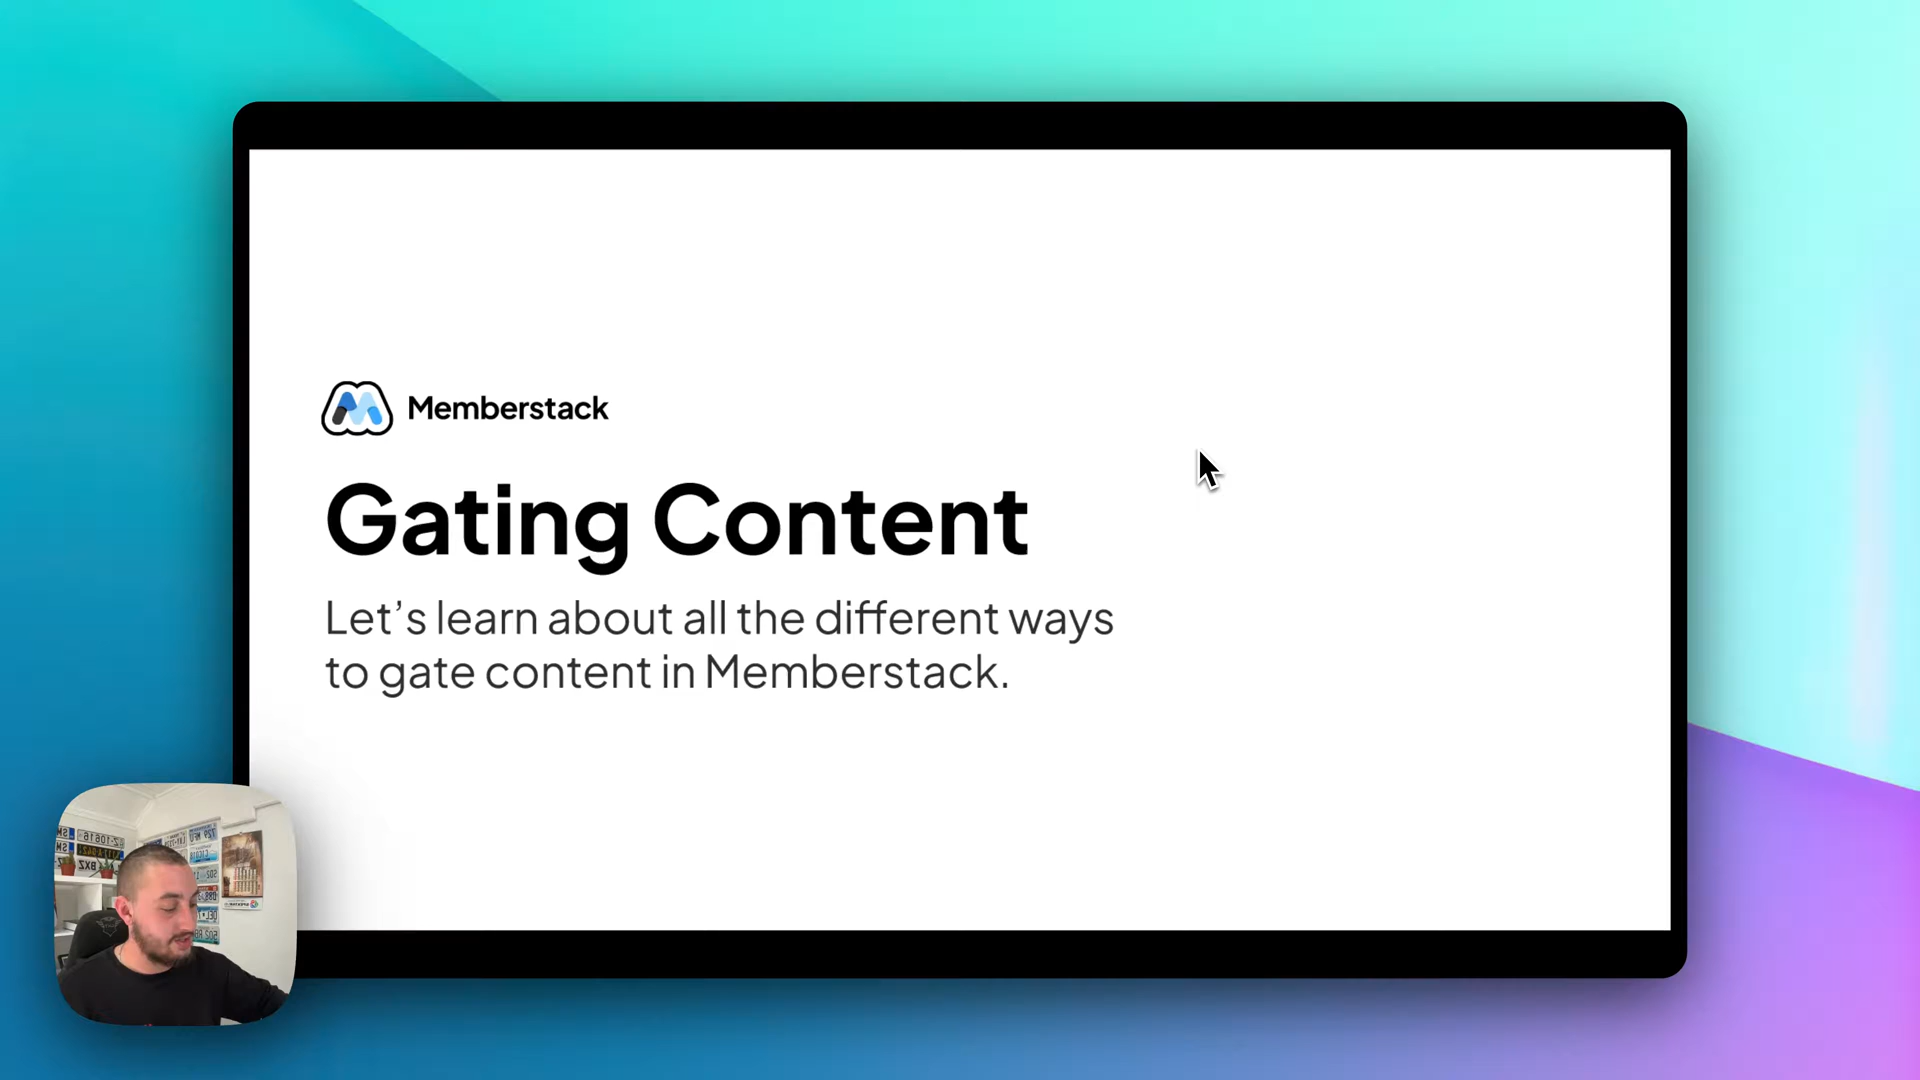 Memberstack
Gating Content
Let’s learn about all the different ways
to gate content in Memberstack.